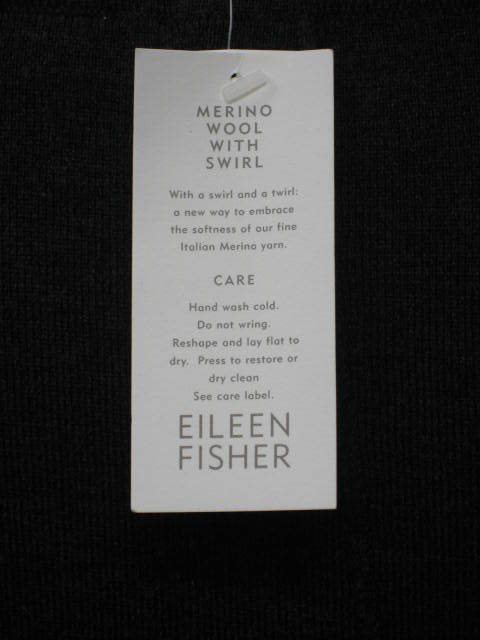 MERINO
WOOL
WITH
SWIRL
With a swirl and a twirl:
a new way to embrace
the softness of our fine
Italian Merino yarn.
CARE
Hand wash cold.
Do not wring.
Reshape and lay flat to
dry. Press to restore or
dry clean
See care label.
EILEEN
FISHER